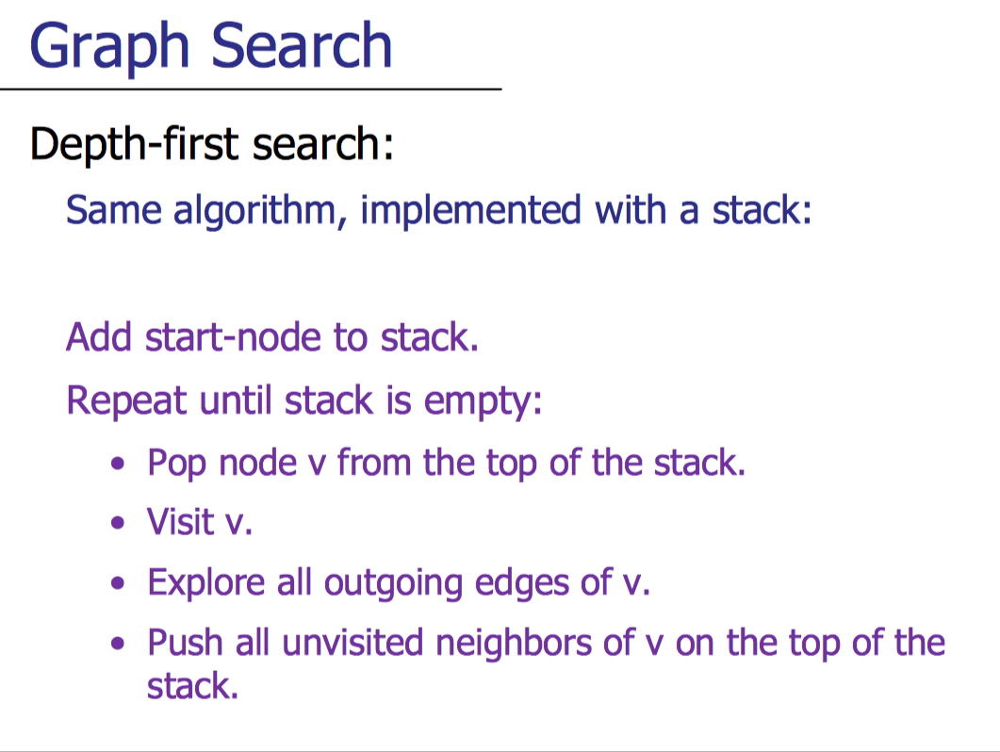 Graph Search
Depth-first search:
Same algorithm, implemented with a stack:
Add start-node to stack.
Repeat until stack is empty:
• Pop node v from the top of the stack.
• Visit v.
• Explore all outgoing edges of v.
• Push all unvisited neighbors of v on the top of the
stack.